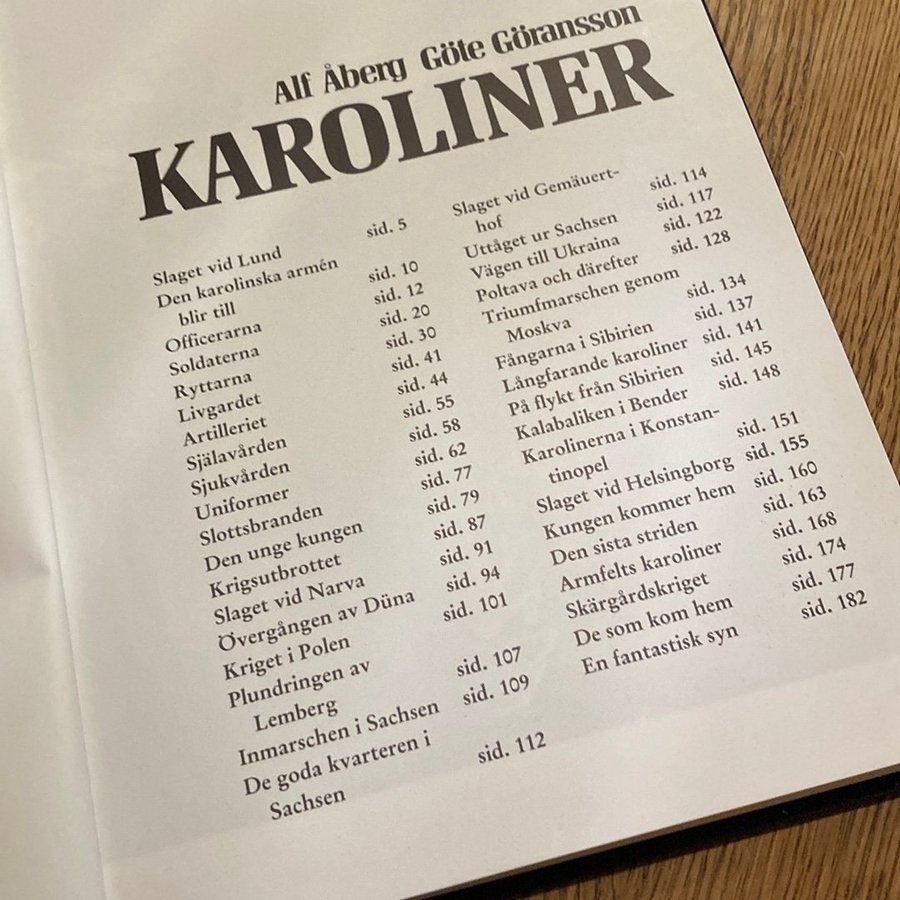 Alf Åberg Göte Göransson
KAROLINER
Slaget vid Lund sid. 5
Den karolinska armén
blir till sid. 10
Officerarna sid. 12
Soldaterna sid. 20
Ryttarna sid. 30
Livgardet sid. 41
Artilleriet sid. 44
Själavården sid. 55
Sjukvården sid. 58
Uniformer sid. 62
Slottsbranden sid. 77
Den unge kungen sid. 79
Krigsutbrottet sid. 87
Slaget vid Narva sid. 91
Övergången av Düna sid. 94
Kriget i Polen sid. 101
Plundringen av
Lemberg sid. 107
Inmarschen i Sachsen sid. 109
De goda kvarteren i
Sachsen sid. 112
Slaget vid Gemäuert-
hof sid. 114
Uttåget ur Sachsen sid. 117
Vägen till Ukraina sid. 122
Poltava och därefter sid. 128
Triumfmarschen genom
Moskva sid. 134
Fångarna i Sibirien sid. 137
Långfarande karoliner sid. 141
På flykt från Sibirien sid. 145
Kalabaliken i Bender sid. 148
Karolinerna i Konstan-
tinopel sid. 151
Slaget vid Helsingborg sid. 155
Kungen kommer hem sid. 160
Den sista striden sid. 163
Armfelts karoliner sid. 168
Skärgårdskriget sid. 174
De som kom hem sid. 177
En fantastisk syn sid. 182